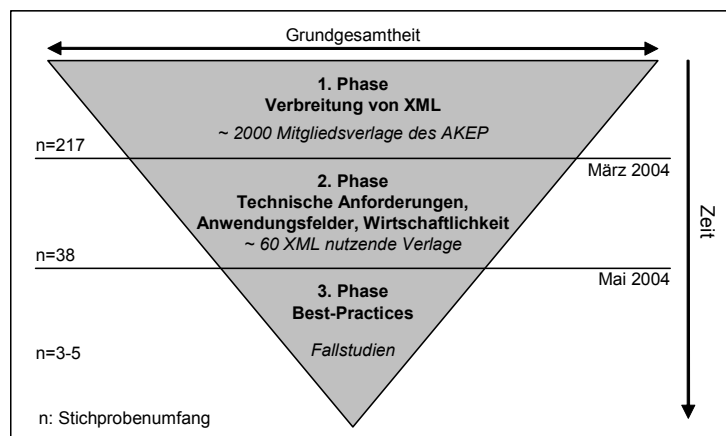 Grundgesamtheit
1. Phase
Verbreitung von XML
~ 2000 Mitgliedsverlage des AKEP
n=217
März 2004
2. Phase
Technische Anforderungen,
Anwendungsfelder, Wirtschaftlichkeit
~ 60 XML nutzende Verlage
n=38
Mai 2004
3. Phase
Best-Practices
Fallstudien
n=3-5
n: Stichprobenumfang
Zeit